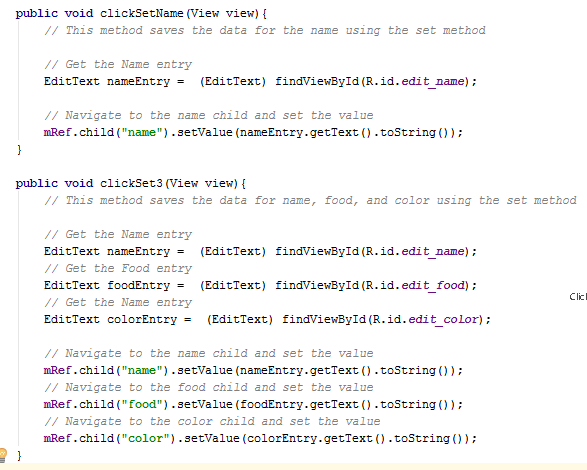 public void clickSetName(View view){
// This method saves the data for the name using the set method
// Get the Name entry
EditText nameEntry =  (EditText) findViewById(R.id.edit_name);
// Navigate to the name child and set the value
mRef.child("name").setValue(nameEntry.getText().toString());
}
public void clickSet3(View view){
// This method saves the data for name, food, and color using the set method
// Get the Name entry
EditText nameEntry =  (EditText) findViewById(R.id.edit_name);
// Get the Food entry
EditText foodEntry =  (EditText) findViewById(R.id.edit_food);
// Get the Name entry
EditText colorEntry =  (EditText) findViewById(R.id.edit_color);
// Navigate to the name child and set the value
mRef.child("name").setValue(nameEntry.getText().toString());
// Navigate to the food child and set the value
mRef.child("food").setValue(foodEntry.getText().toString());
// Navigate to the color child and set the value
mRef.child("color").setValue(colorEntry.getText().toString());
}